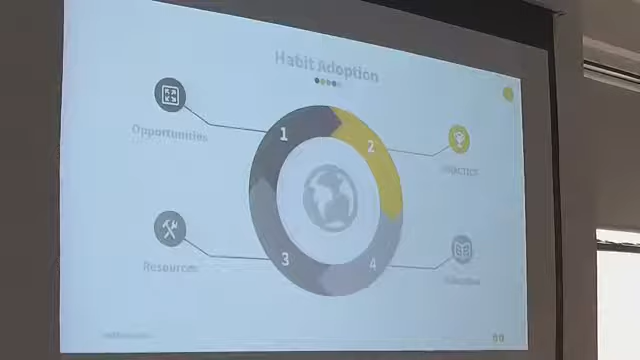 Habit Adoption
1
2
Opportunities
PRACTICE
3
4
Resources